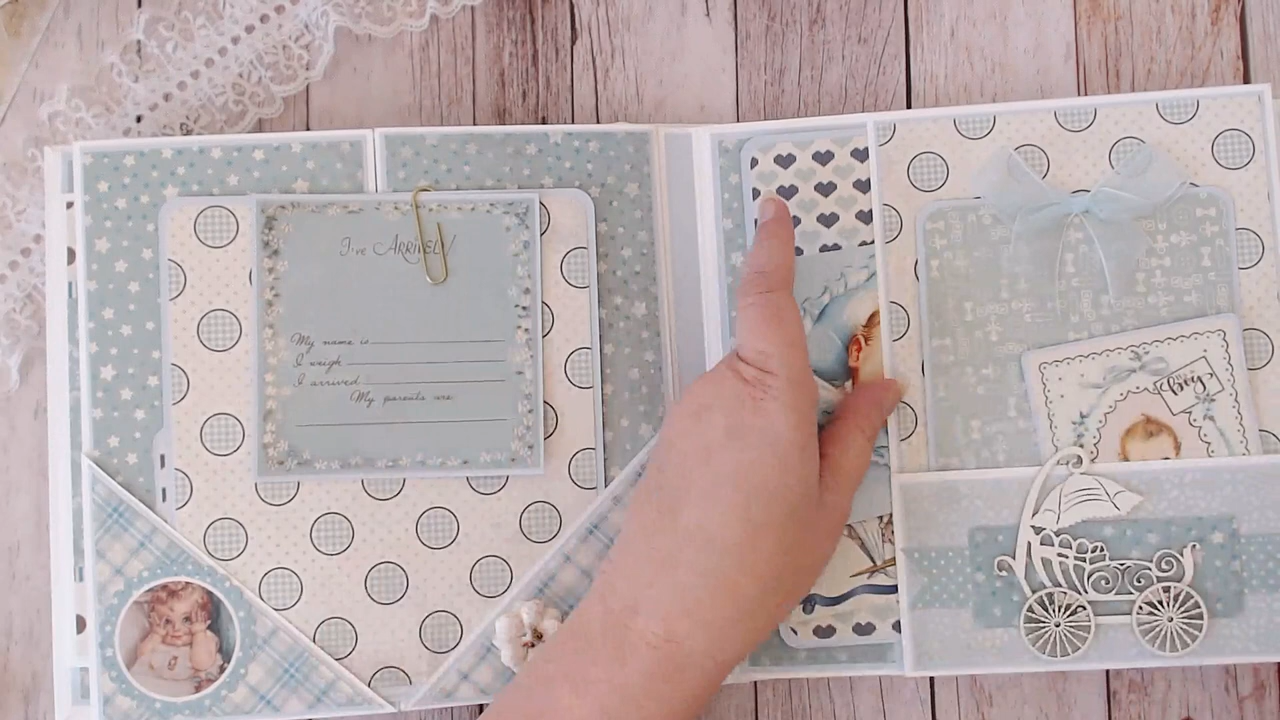 I've ARRIVED!
My name is
I weigh
I arrived
My parents are
Boy